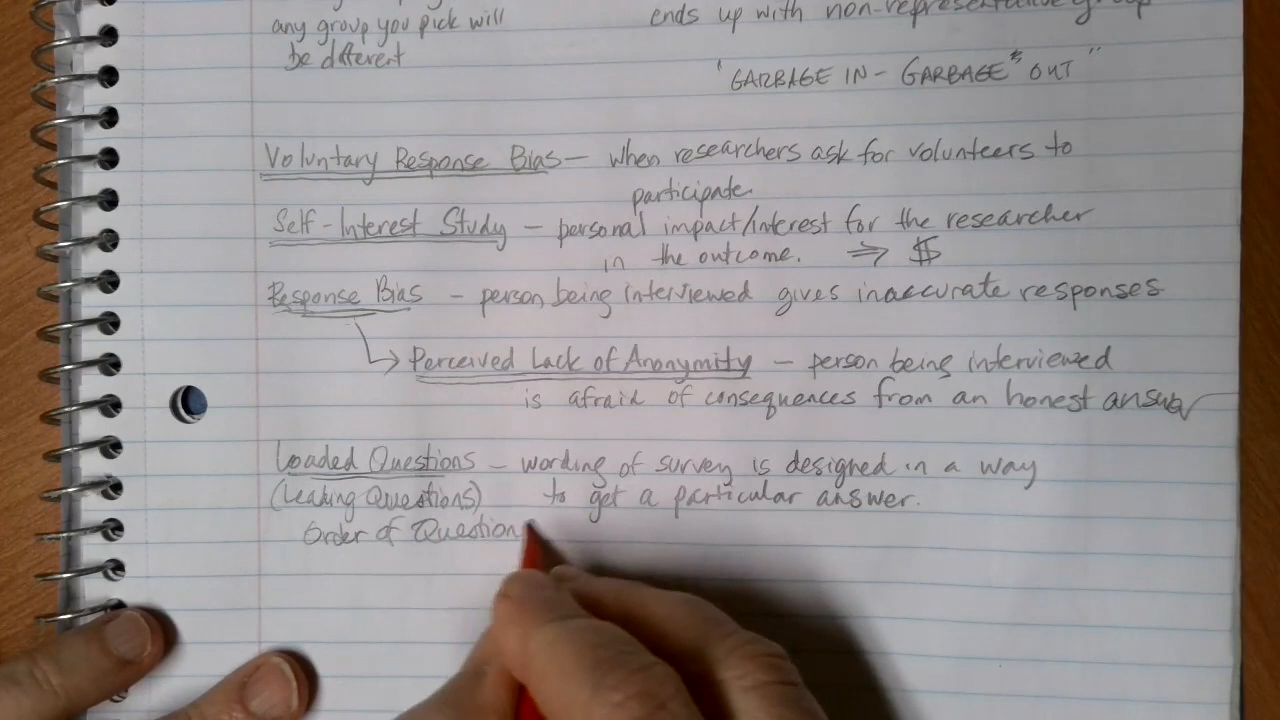 any group you pick will ends up with non-representative group
be different
"GARBAGE IN - GARBAGE OUT"
Voluntary Response Bias - when researchers ask for volunteers to
participate.
Self-Interest Study - personal impact/interest for the researcher
in the outcome. ⇒ $
Response Bias - person being interviewed gives inaccurate responses
Perceived Lack of Anonymity - person being interviewed
is afraid of consequences from an honest answer
Loaded Questions - wording of survey is designed in a way
(Leading Questions) to get a particular answer.
Order of Question